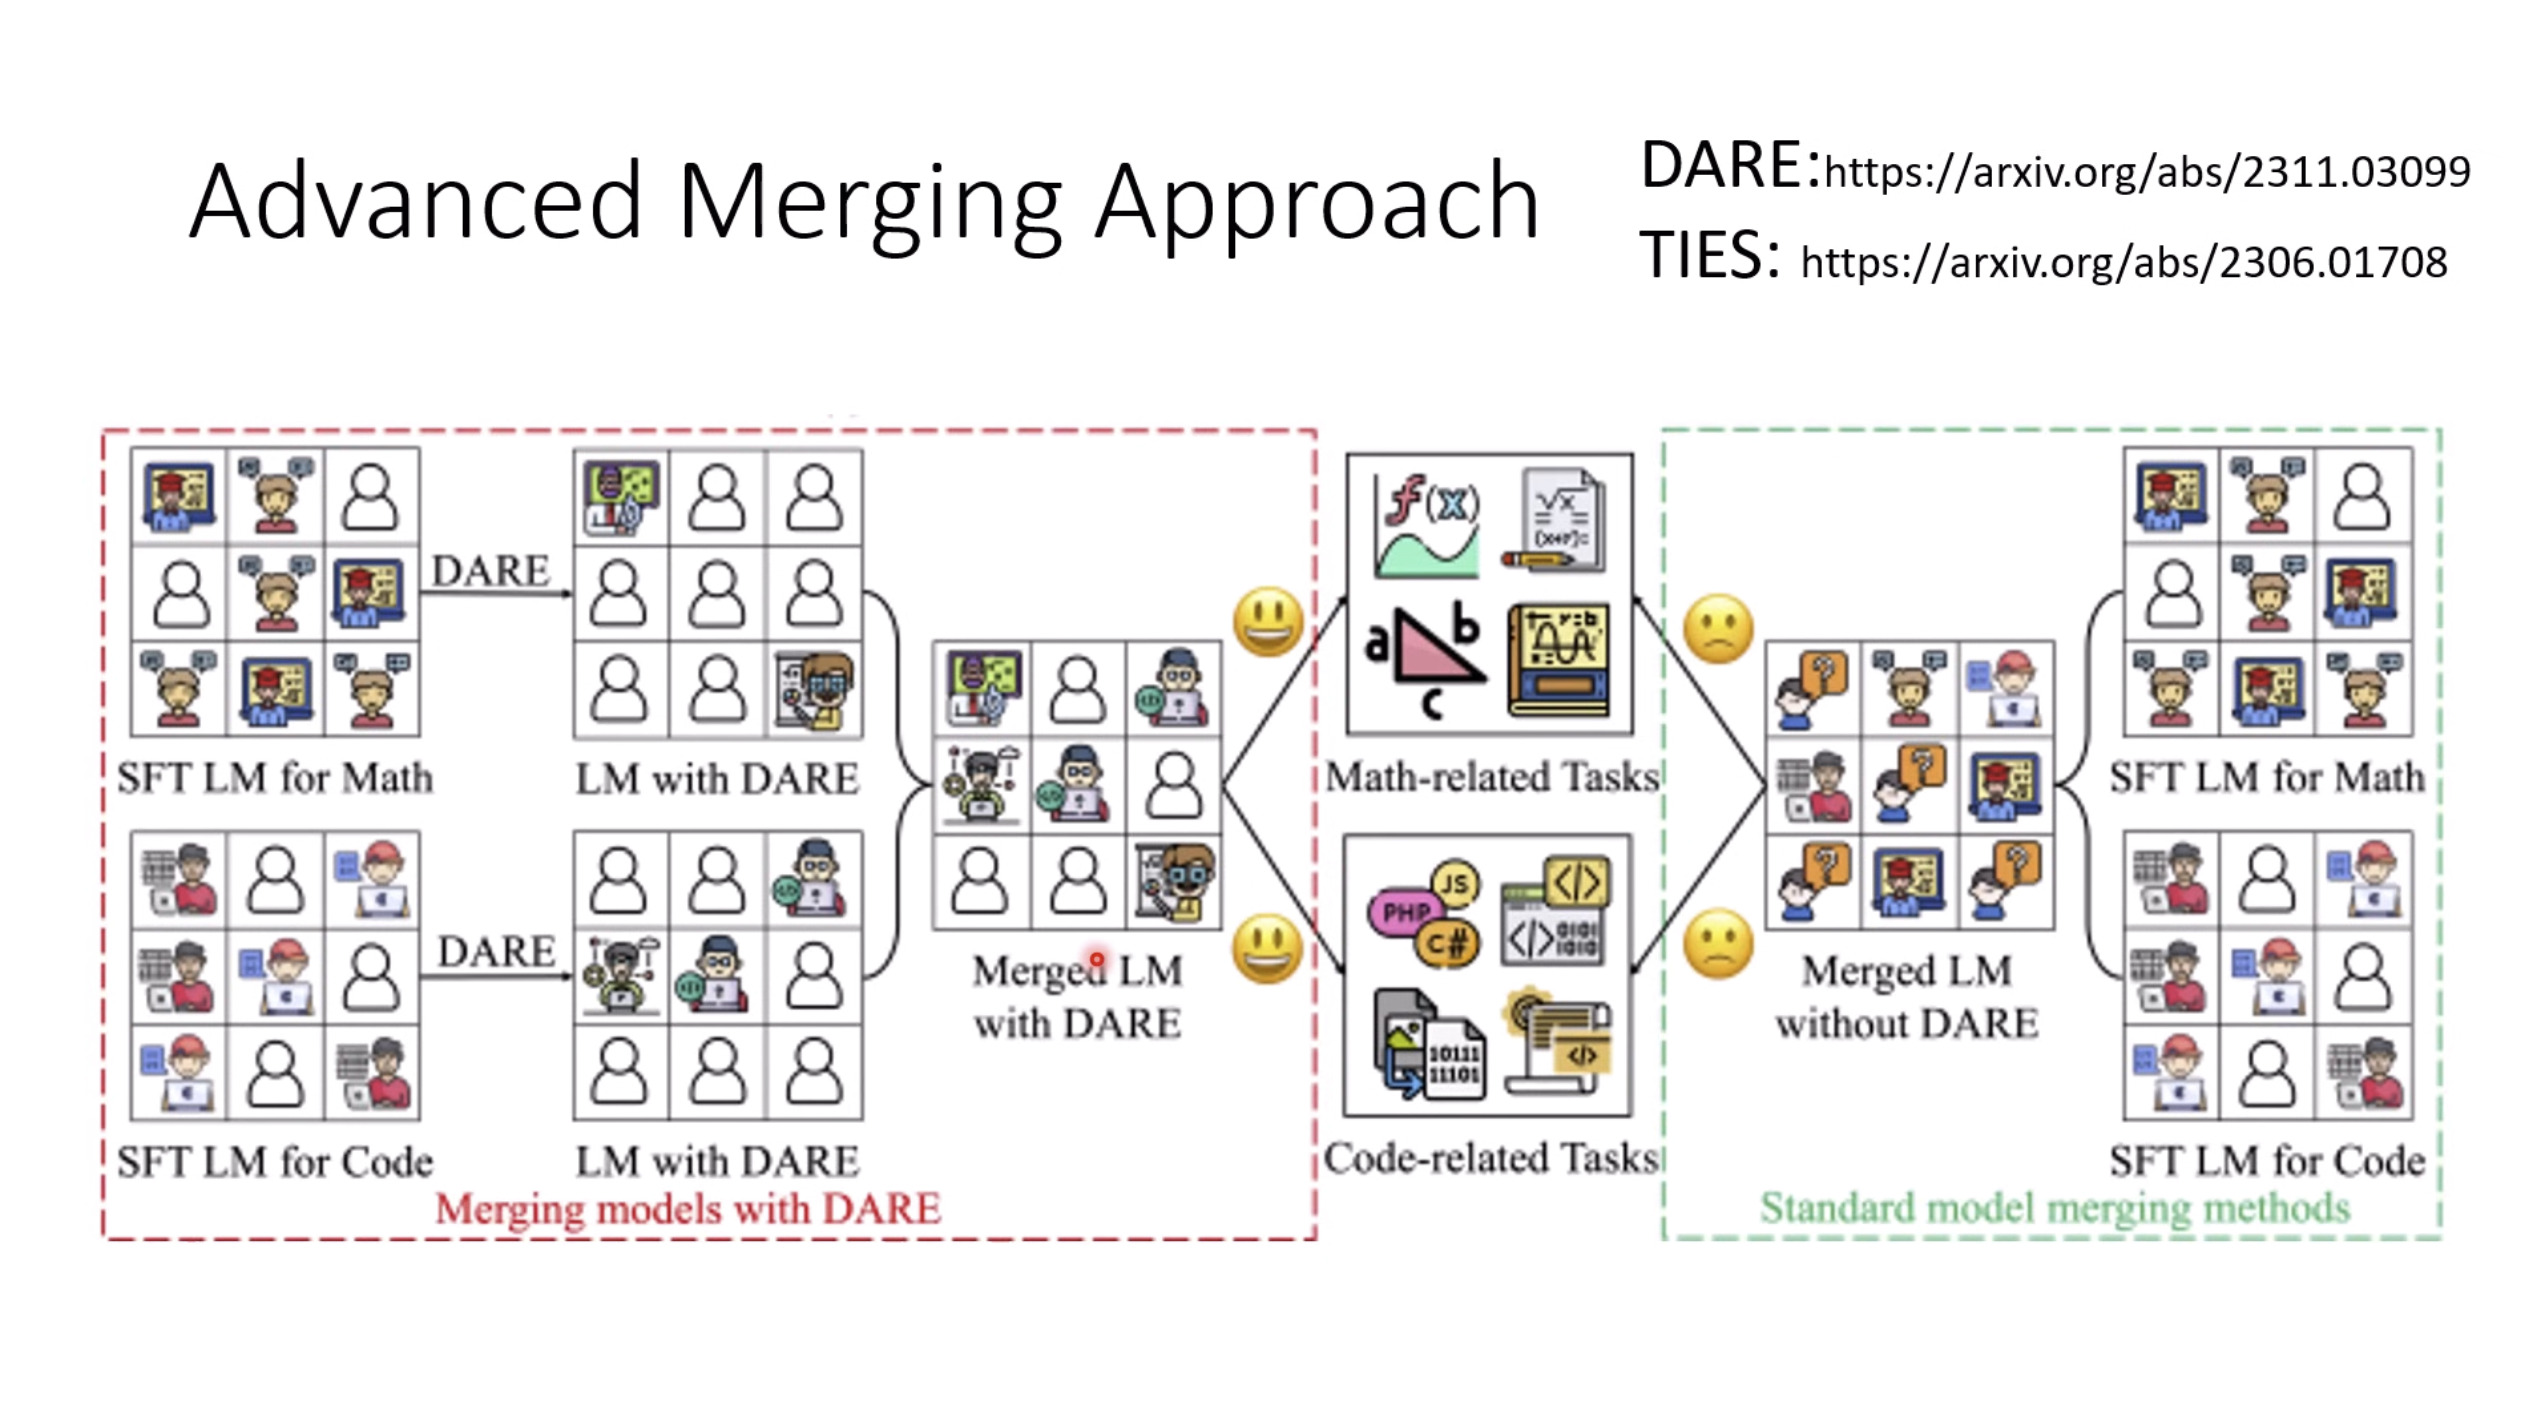 Advanced Merging Approach
DARE:https://arxiv.org/abs/2311.03099
TIES: https://arxiv.org/abs/2306.01708
DARE
SFT LM for Math
LM with DARE
DARE
SFT LM for Code
LM with DARE
Merged LM
with DARE
Merging models with DARE
f(x)
√x
a
b
c
Math-related Tasks
JS
PHP
C#
</>
</>
0101
1010
10111
11101
</>
Code-related Tasks
?
?
?
?
Merged LM
without DARE
SFT LM for Math
SFT LM for Code
Standard model merging methods